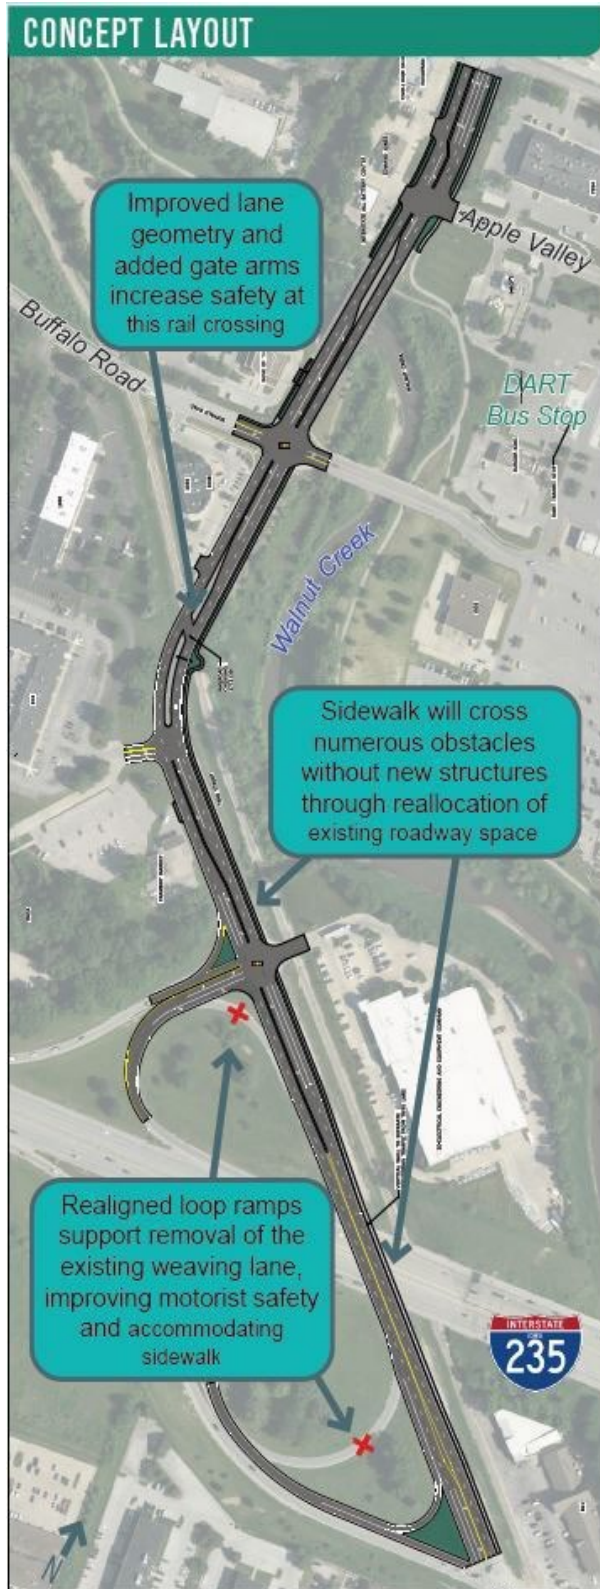 CONCEPT LAYOUT
Improved lane
geometry and
added gate arms
increase safety at
this rail crossing
Apple Valley
Buffalo Road
DART
Bus Stop
Walnut Creek
Sidewalk will cross
numerous obstacles
without new structures
through reallocation of
existing roadway space
Realigned loop ramps
support removal of the
existing weaving lane,
improving motorist safety
and accommodating
sidewalk
INTERSTATE
235
N